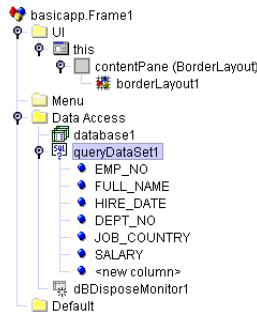 basicapp.Frame1
UI
this
contentPane (BorderLayout)
borderLayout1
Menu
Data Access
database1
SQL
queryDataSet1
EMP_NO
FULL_NAME
HIRE_DATE
DEPT_NO
JOB_COUNTRY
SALARY
<new column>
dBDisposeMonitor1
Default